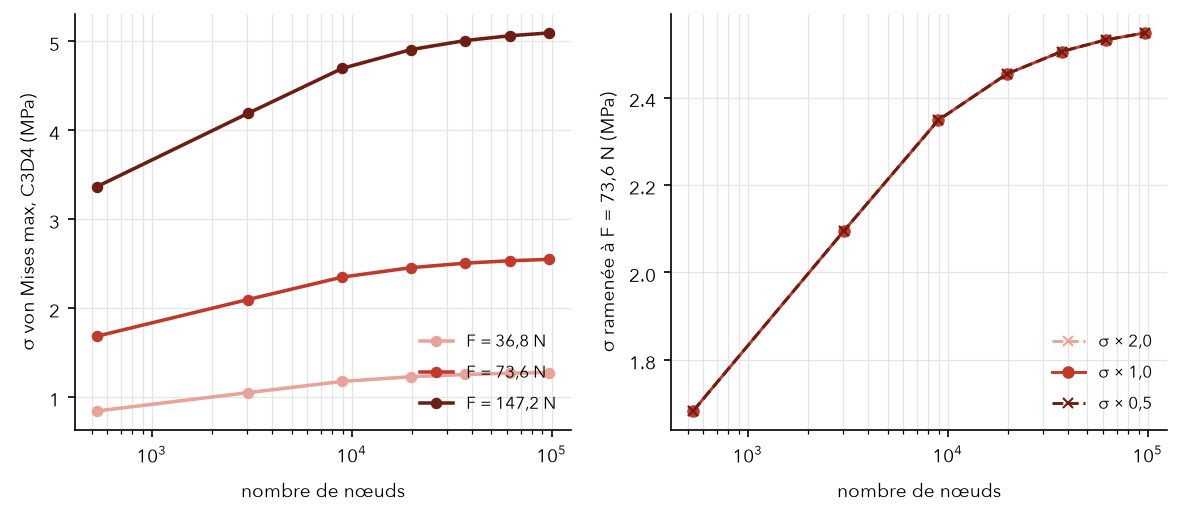 σ von Mises max, C3D4 (MPa)
5
4
3
2
1
10³
10⁴
10⁵
nombre de nœuds
F = 36,8 N
F = 73,6 N
F = 147,2 N
σ ramenée à F = 73,6 N (MPa)
2.4
2.2
2.0
1.8
10³
10⁴
10⁵
nombre de nœuds
σ × 2,0
σ × 1,0
σ × 0,5